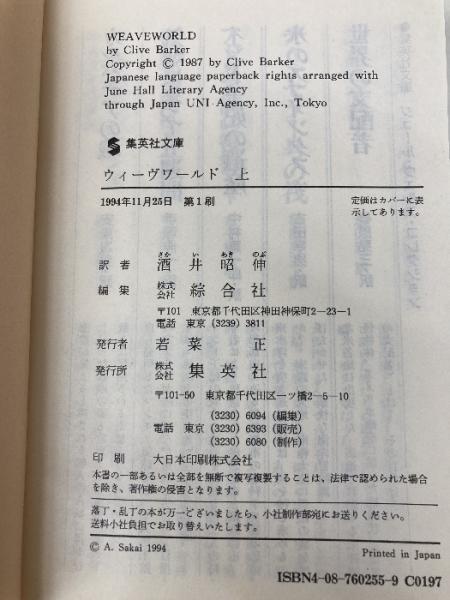 WEAVEWORLD
by Clive Barker
Copyright © 1987 by Clive Barker
Japanese language paperback rights arranged with
June Hall Literary Agency
through Japan UNI Agency, Inc., Tokyo
集英社文庫
ウィーヴワールド 上
1994年11月25日 第1刷
定価はカバーに表
示してあります。
さか い あき のぶ
訳者 酒井昭伸
編集 株式会社 綜合社
〒101 東京都千代田区神田神保町2-23-1
電話 東京 (3239) 3811
発行者 若菜 正
発行所 株式会社 集英社
〒101-50 東京都千代田区一ツ橋2-5-10
(3230) 6094 (編集)
電話 東京 (3230) 6393 (販売)
(3230) 6080 (制作)
印刷 大日本印刷株式会社
本書の一部あるいは全部を無断で複写複製することは、法律で認められた場合
を除き、著作権の侵害となります。
落丁・乱丁の本が万一ございましたら、小社制作部宛にお送りください。
送料小社負担でお取り替えいたします。
© A. Sakai 1994
Printed in Japan
ISBN4-08-760255-9 C0197